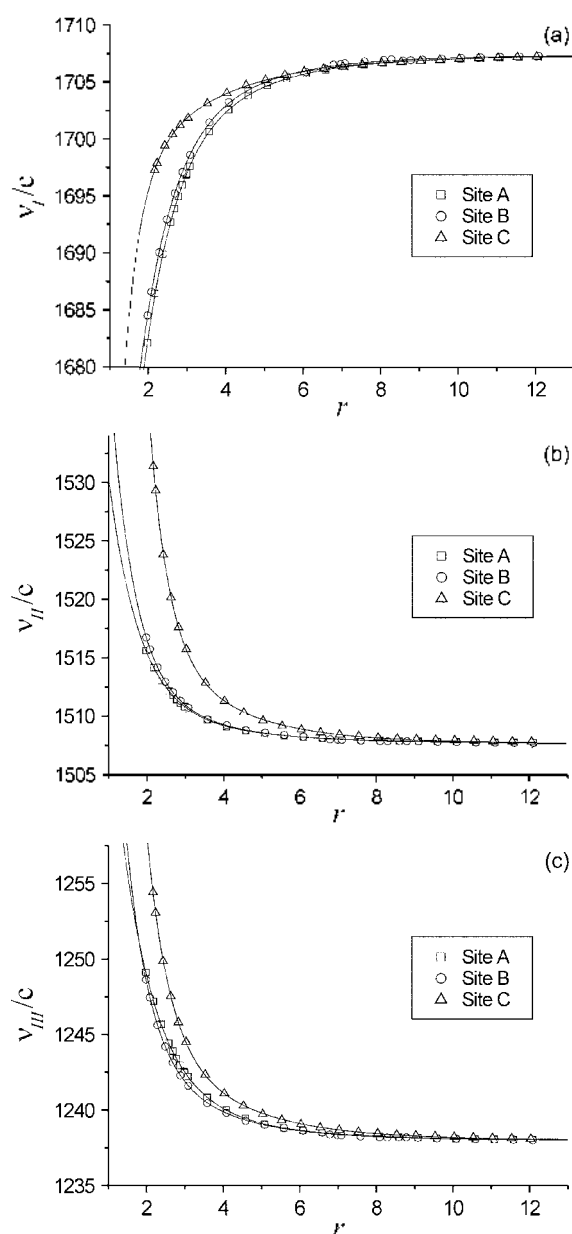 (a)
1710
1705
1700
1695
1690
1685
1680
ν_I/c
Site A
Site B
Site C
2 4 6 8 10 12
r
(b)
1530
1525
1520
1515
1510
1505
ν_II/c
Site A
Site B
Site C
2 4 6 8 10 12
r
(c)
1255
1250
1245
1240
1235
ν_III/c
Site A
Site B
Site C
2 4 6 8 10 12
r